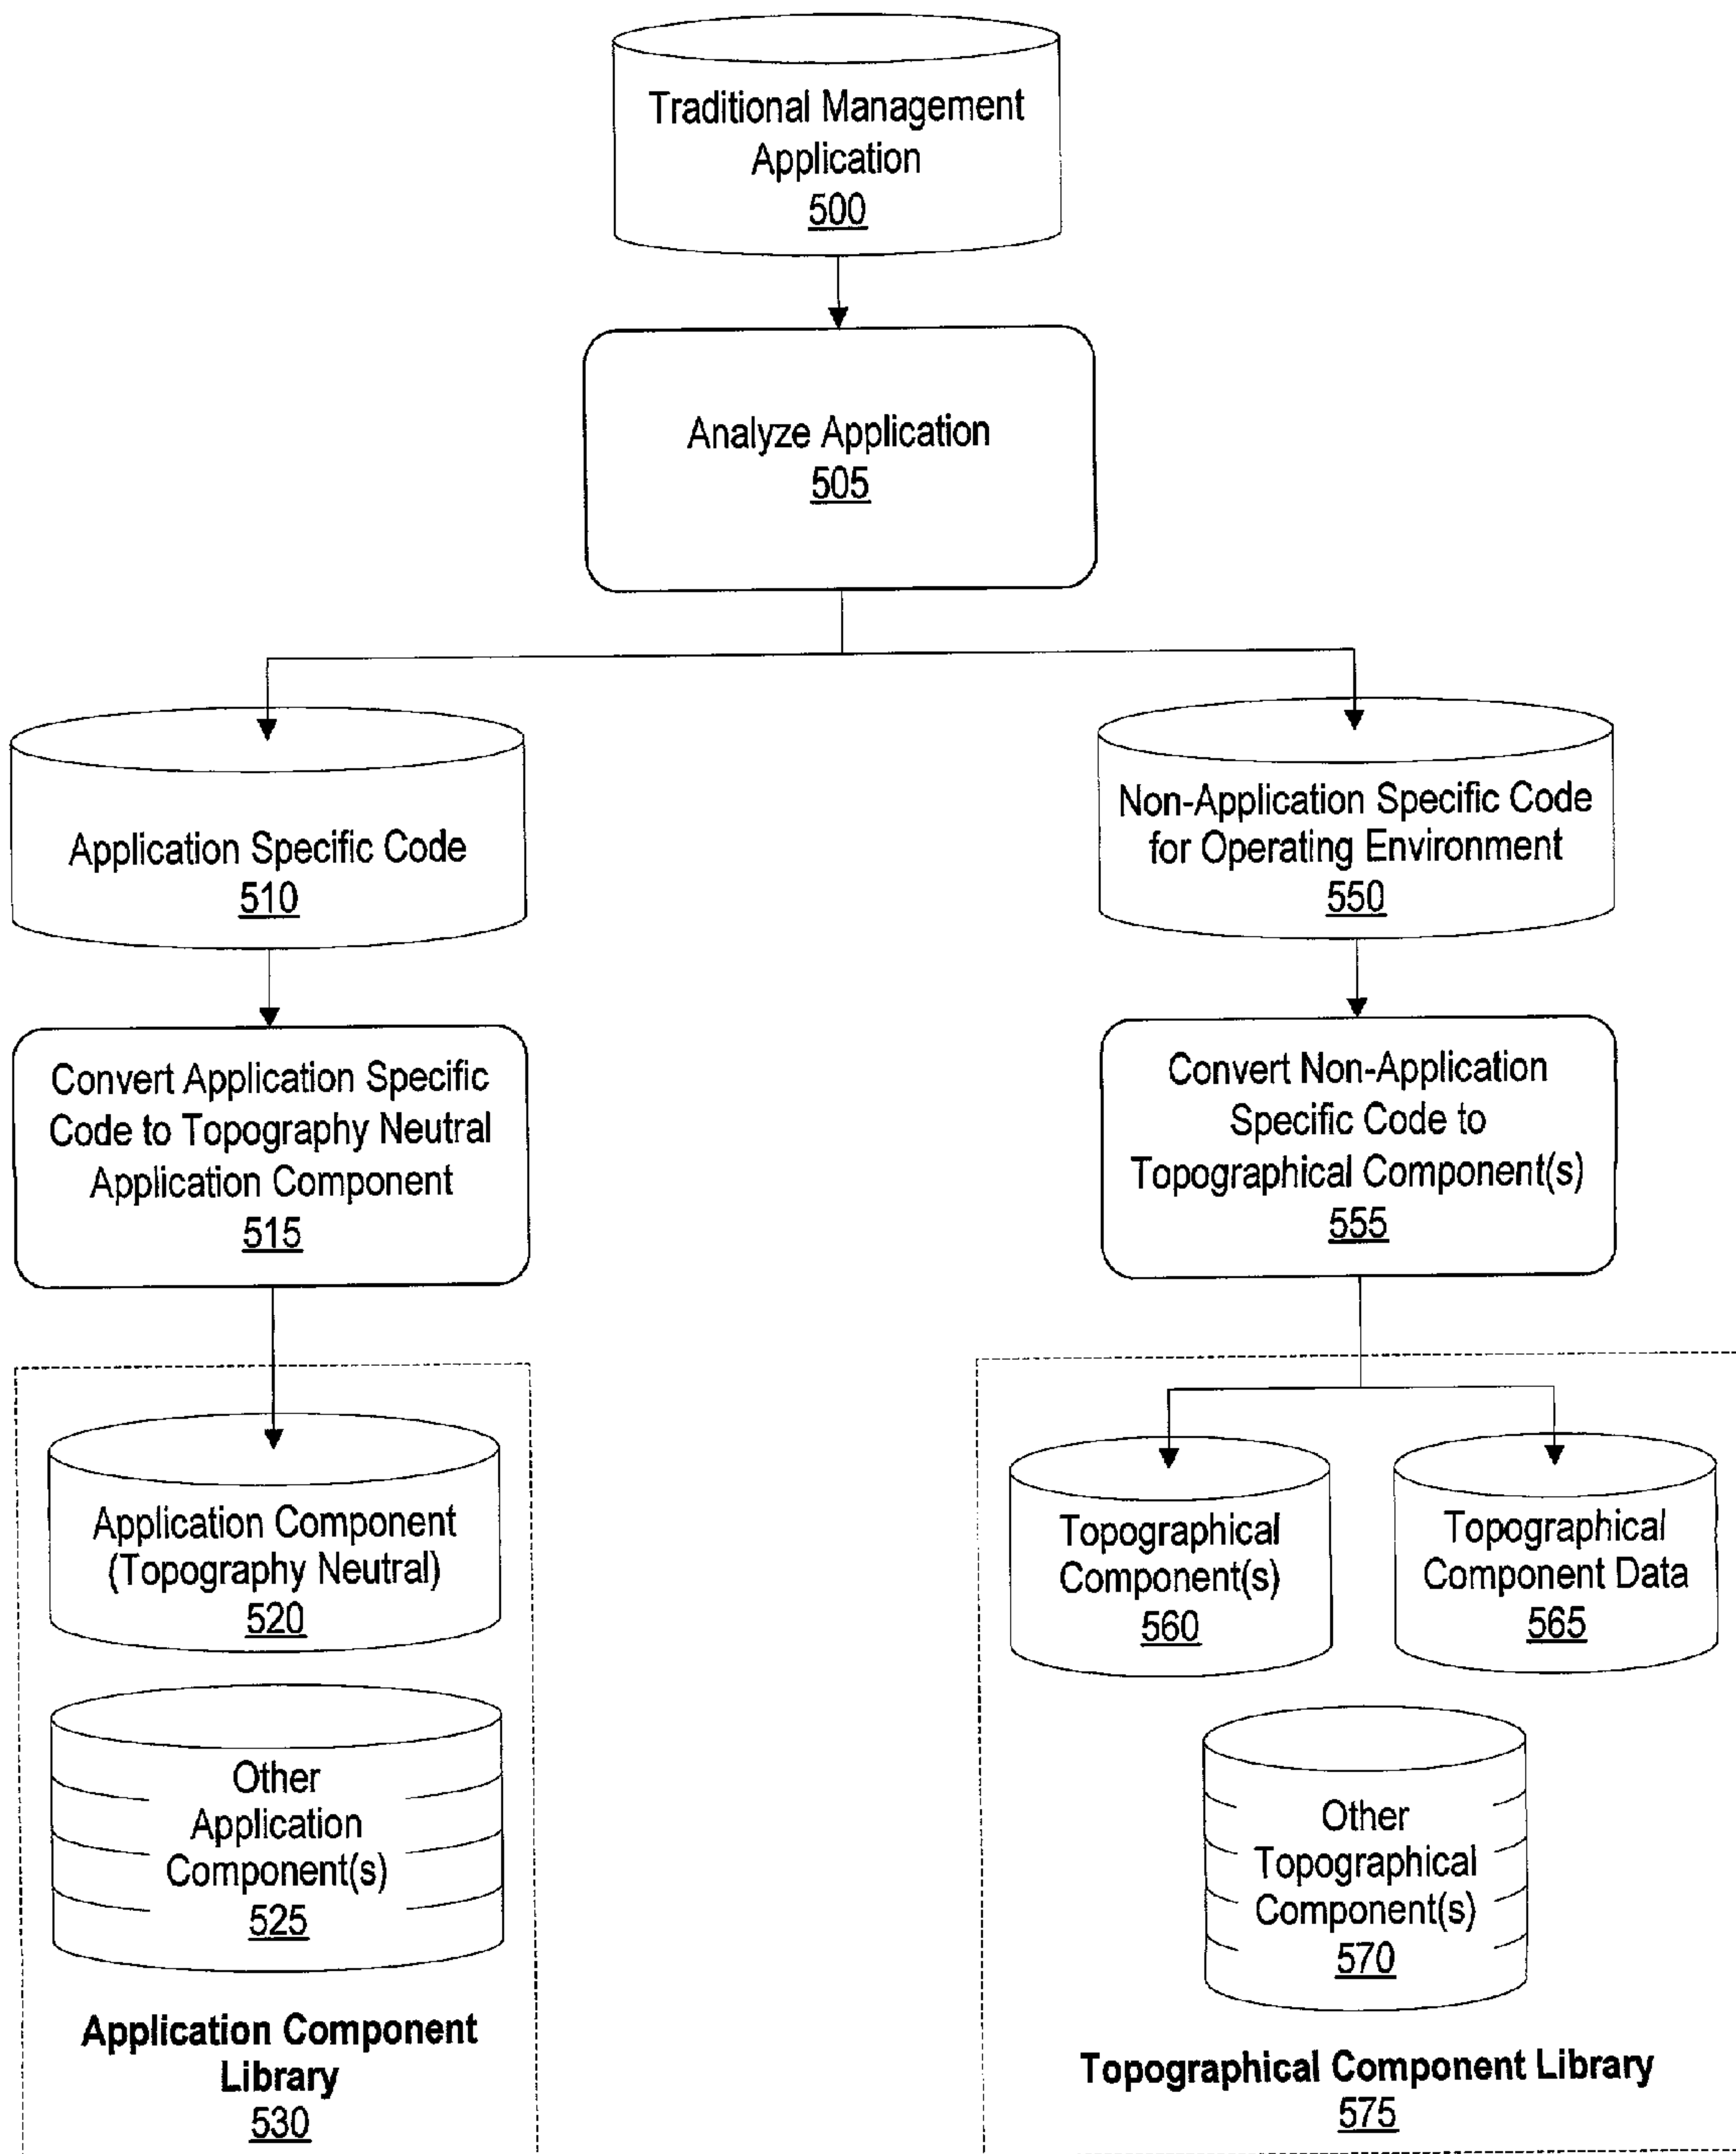 Traditional Management
Application
500
Analyze Application
505
Application Specific Code
510
Non-Application Specific Code
for Operating Environment
550
Convert Application Specific
Code to Topography Neutral
Application Component
515
Convert Non-Application
Specific Code to
Topographical Component(s)
555
Application Component
(Topography Neutral)
520
Topographical
Component(s)
560
Topographical
Component Data
565
Other
Application
Component(s)
525
Other
Topographical
Component(s)
570
Application Component
Library
530
Topographical Component Library
575